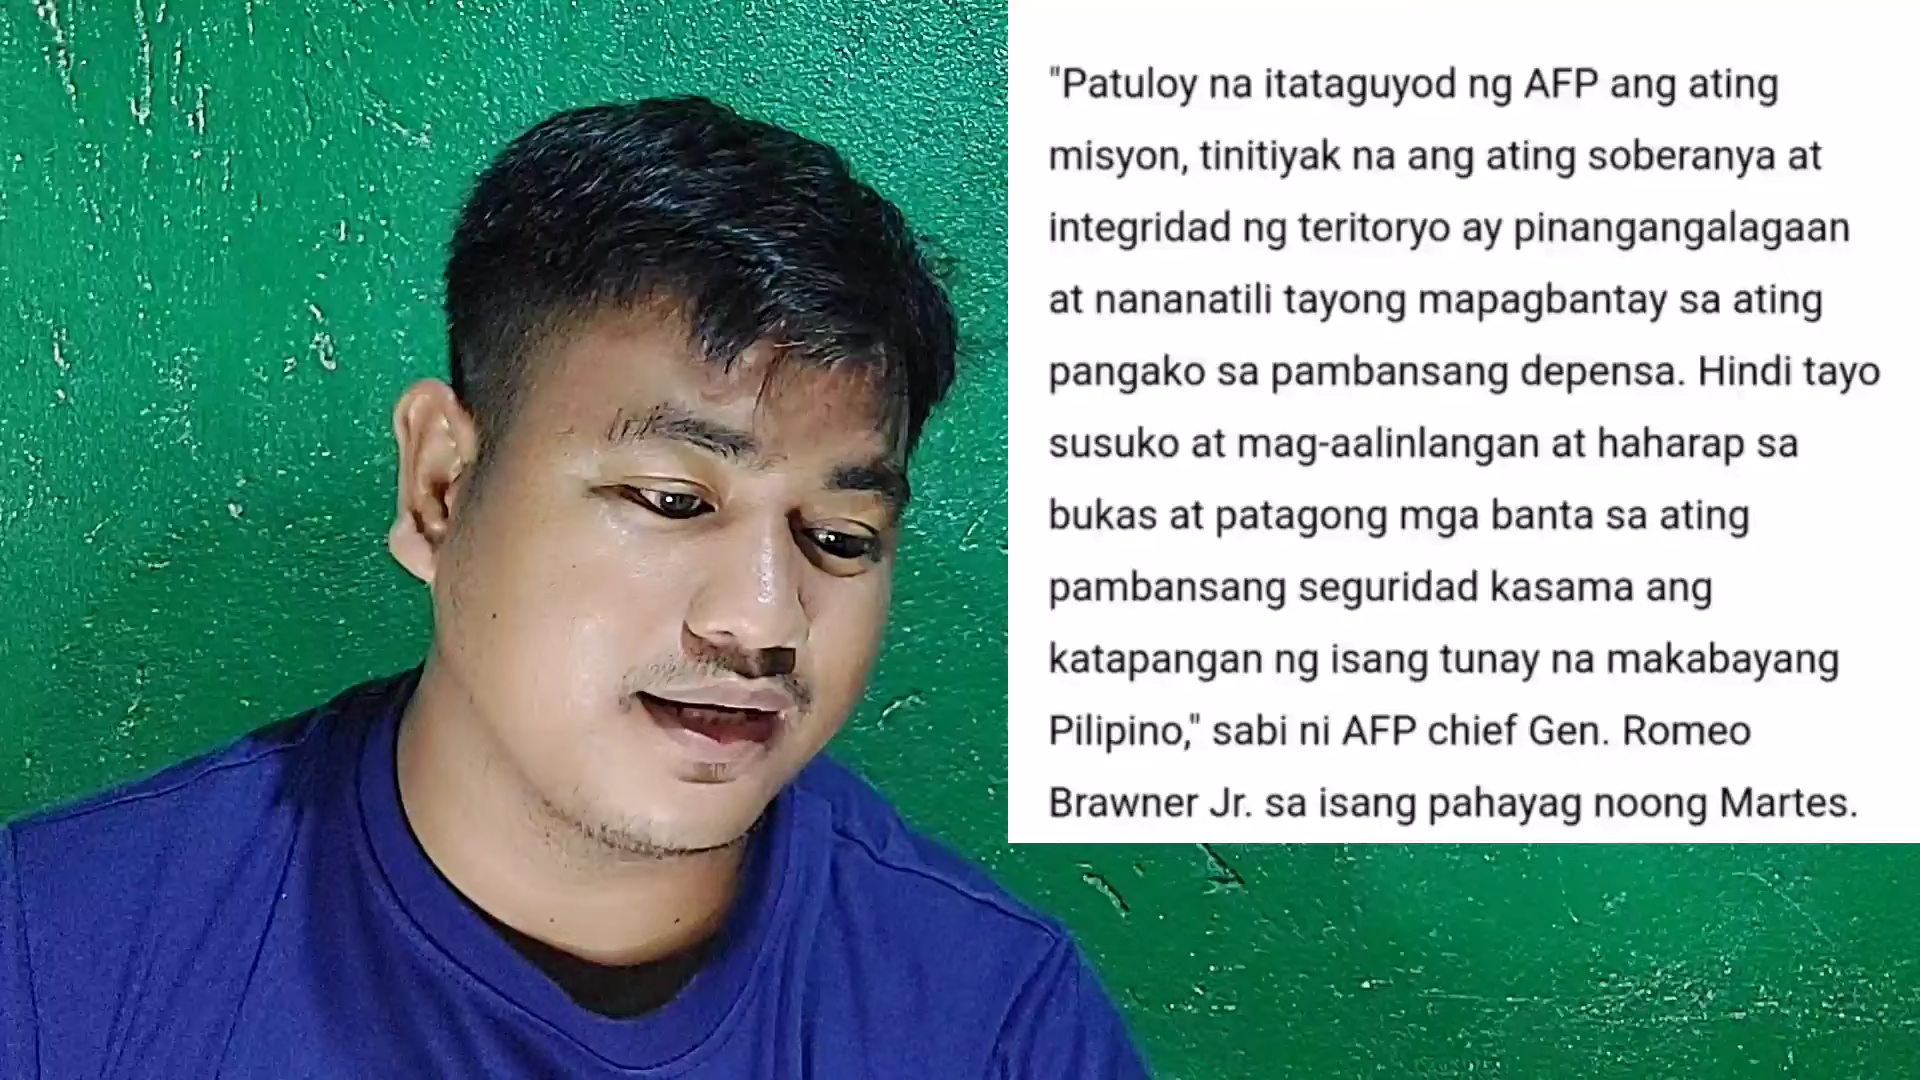 "Patuloy na itataguyod ng AFP ang ating
misyon, tinitiyak na ang ating soberanya at
integridad ng teritoryo ay pinangangalagaan
at nananatili tayong mapagbantay sa ating
pangako sa pambansang depensa. Hindi tayo
susuko at mag-aalinlangan at haharap sa
bukas at patagong mga banta sa ating
pambansang seguridad kasama ang
katapangan ng isang tunay na makabayang
Pilipino," sabi ni AFP chief Gen. Romeo
Brawner Jr. sa isang pahayag noong Martes.